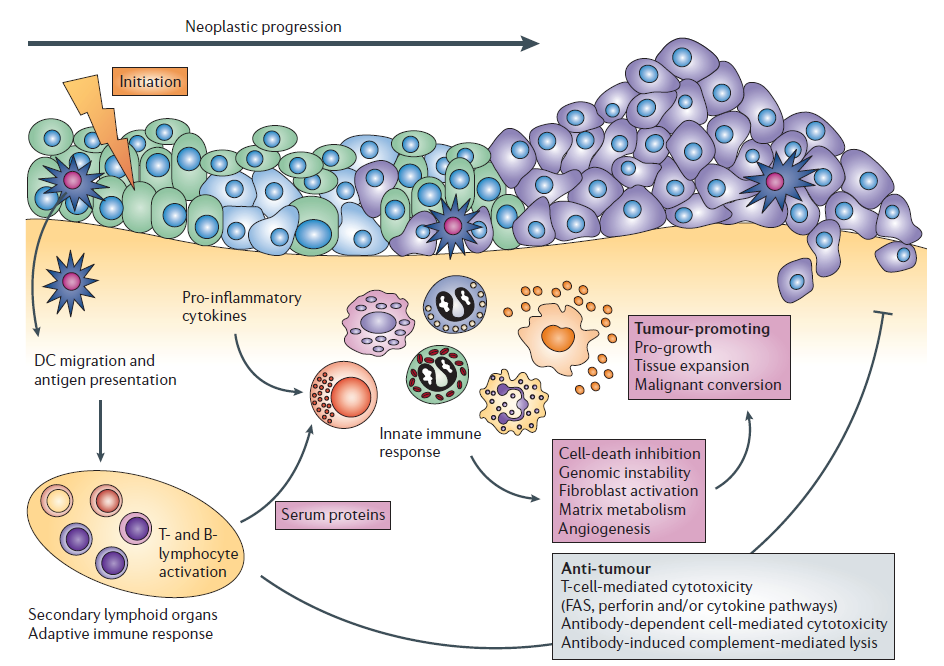 Neoplastic progression
Initiation
Pro-inflammatory
cytokines
DC migration and
antigen presentation
Tumour-promoting
Pro-growth
Tissue expansion
Malignant conversion
Innate immune
response
Cell-death inhibition
Genomic instability
Fibroblast activation
Matrix metabolism
Angiogenesis
Serum proteins
T- and B-
lymphocyte
activation
Secondary lymphoid organs
Adaptive immune response
Anti-tumour
T-cell-mediated cytotoxicity
(FAS, perforin and/or cytokine pathways)
Antibody-dependent cell-mediated cytotoxicity
Antibody-induced complement-mediated lysis